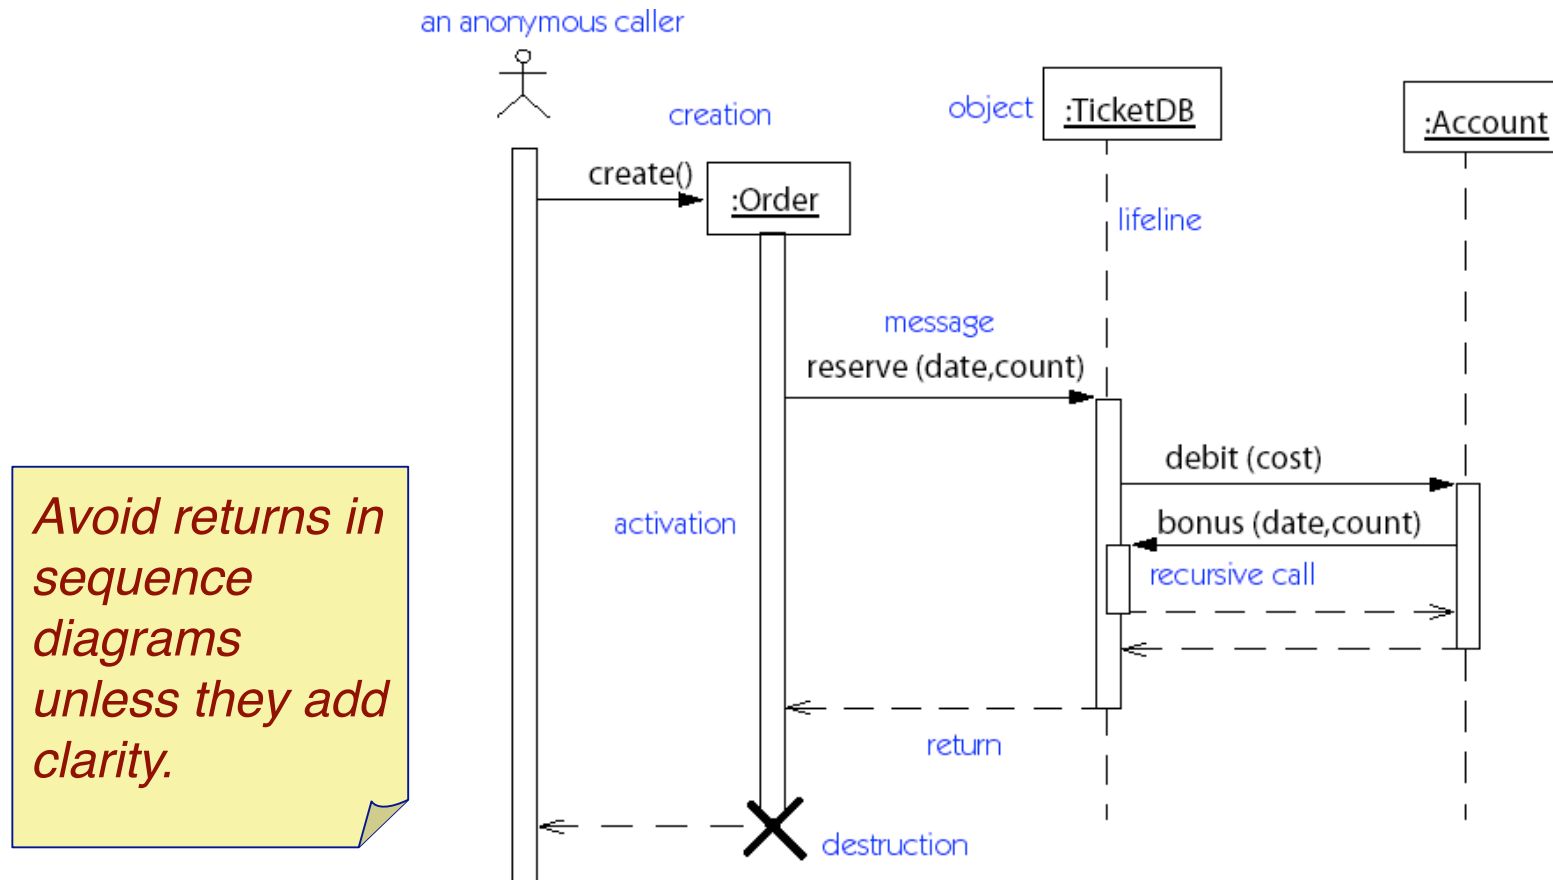 an anonymous caller
creation
object
:TicketDB
:Account
create()
:Order
lifeline
message
reserve (date,count)
debit (cost)
activation
bonus (date,count)
recursive call
return
destruction
Avoid returns in
sequence
diagrams
unless they add
clarity.